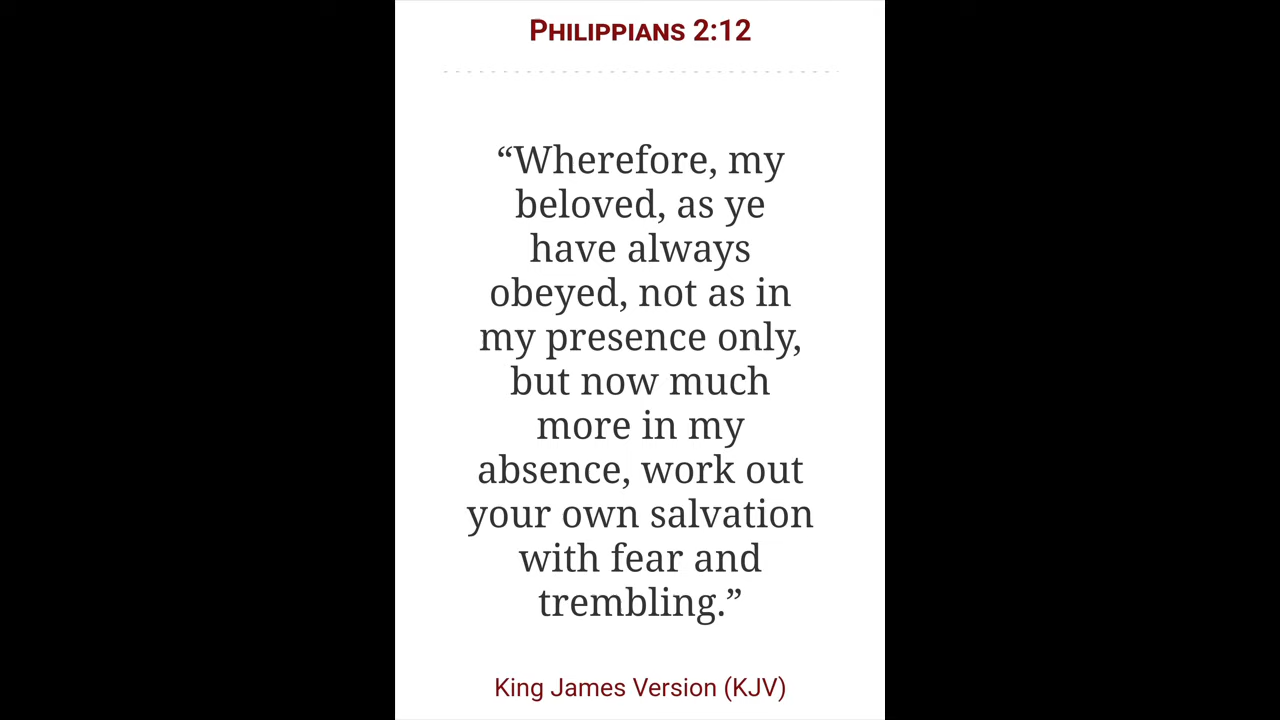 Philippians 2:12
“Wherefore, my
beloved, as ye
have always
obeyed, not as in
my presence only,
but now much
more in my
absence, work out
your own salvation
with fear and
trembling.”
King James Version (KJV)